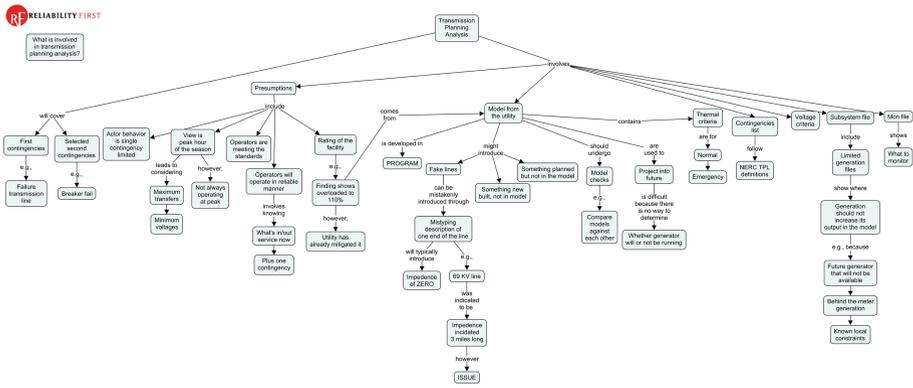 RF RELIABILITY FIRST
Transmission
Planning
Analysis
What is involved
in transmission
planning analysis?
involves
Presumptions
include
will cover
comes
from
Model from
the utility
contains
Thermal
criteria
Contingencies
list
Voltage
criteria
Subsystem file
Mon file
First
contingencies
Selected
second
contingencies
Actor behavior
is single
contingency
limited
View is
peak hour
of the season
Operators are
meeting the
standards
Rating of the
facility
is developed in
PROGRAM
might
introduce
should
undergo
are
used to
are for
Normal
Emergency
follow
NERC TPL
definitions
include
Limited
generation
files
shows
What to
monitor
e.g.,
Failure
transmission
line
e.g.,
Breaker fail
leads to
considering
Maximum
transfers
Minimum
voltages
however,
Not always
operating
at peak
Operators will
operate in reliable
manner
involves
knowing
What's in/out
service now
Plus one
contingency
e.g.,
Finding shows
overloaded to
110%
however,
Utility has
already mitigated it
Fake lines
Something new
built, not in model
Something planned
but not in the model
Model
checks
e.g.,
Compare
models
against
each other
Project into
future
is difficult
because there
is no way to
determine
Whether generator
will or not be running
can be
mistakenly
introduced through
Mistyping
description of
one end of the line
will typically
introduce
Impedance
of ZERO
e.g.,
69 KV line
was
indicated
to be
Impedence
incidated
3 miles long
however
ISSUE
show where
Generation
should not
increase its
output in the model
e.g., because
Future generator
that will not be
available
Behind the meter
generation
Known local
constraints